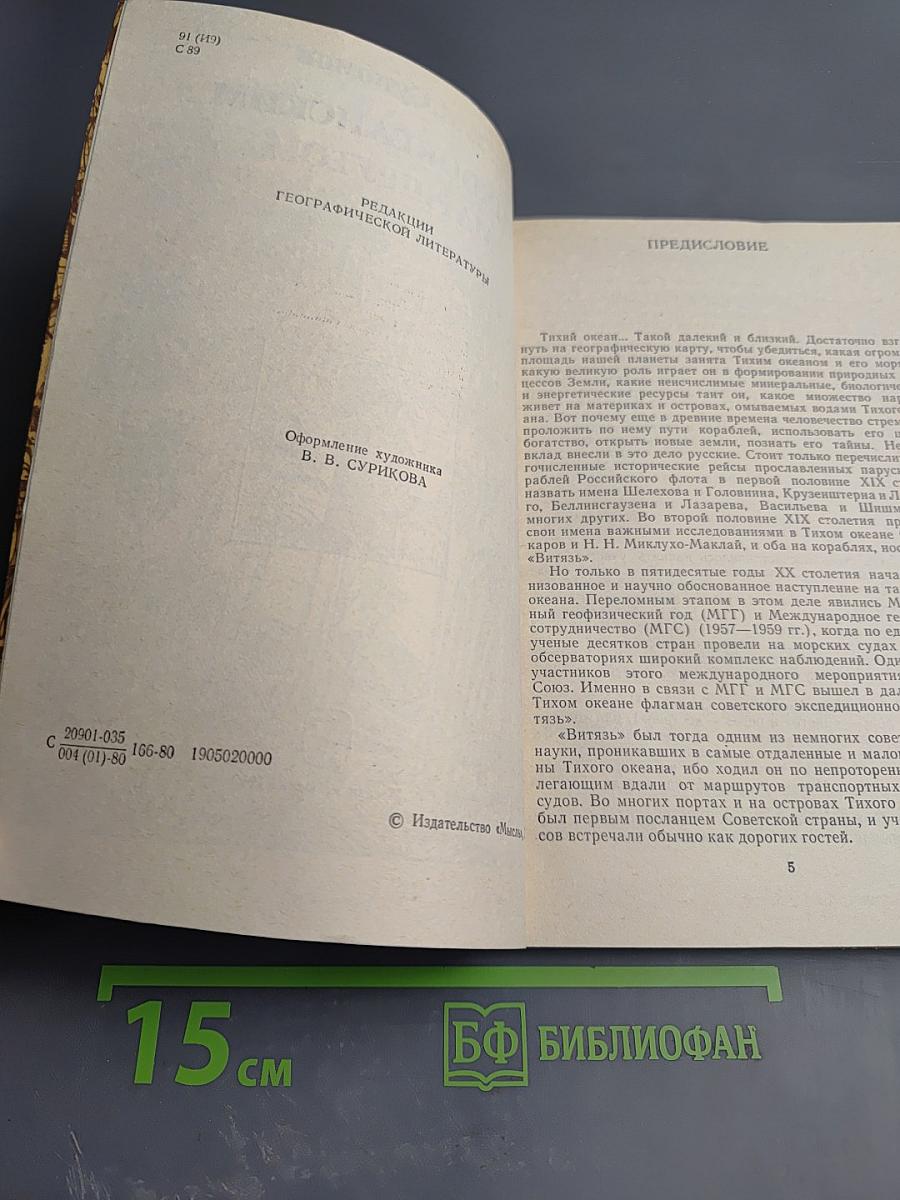 91 (И9)
С 89
РЕДАКЦИИ
ГЕОГРАФИЧЕСКОЙ ЛИТЕРАТУРЫ
Оформление художника
В. В. СУРИКОВА
С 20901-035
004 (01)-80 166-80 1905020000
© Издательство «Мысль»,
ПРЕДИСЛОВИЕ
Тихий океан... Такой далекий и близкий. Достаточно взг
нуть на географическую карту, чтобы убедиться, какая огром
площадь нашей планеты занята Тихим океаном и его мор
какую великую роль играет он в формировании природных
цессов Земли, какие неисчислимые минеральные, биологиче
и энергетические ресурсы таит он, какое множество нар
живет на материках и островах, омываемых водами Тихог
ана. Вот почему еще в древние времена человечество стрем
проложить по нему пути кораблей, использовать его
богатство, открыть новые земли, познать его тайны. Не
вклад внесли в это дело русские. Стоит только перечисли
гочисленные исторические рейсы прославленных парус
раблей Российского флота в первой половине XIX с
назвать имена Шелехова и Головнина, Крузенштерна и Л
го, Беллинсгаузена и Лазарева, Васильева и Шишм
многих других. Во второй половине XIX столетия пр
свои имена важными исследованиями в Тихом океане
каров и Н. Н. Миклухо-Маклай, и оба на кораблях, нос
«Витязь».
Но только в пятидесятые годы XX столетия нача
низованное и научно обоснованное наступление на та
океана. Переломным этапом в этом деле явились М
ный геофизический год (МГГ) и Международное ге
сотрудничество (МГС) (1957—1959 гг.), когда по ед
ученые десятков стран провели на морских судах
обсерваториях широкий комплекс наблюдений. Оди
участников этого международного мероприятия
Союз. Именно в связи с МГГ и МГС вышел в дал
Тихом океане флагман советского экспедиционно
тязь».
«Витязь» был тогда одним из немногих сове
науки, проникавших в самые отдаленные и мало
ны Тихого океана, ибо ходил он по непроторен
легающим вдали от маршрутов транспортных
судов. Во многих портах и на островах Тихого
был первым посланцем Советской страны, и уч
сов встречали обычно как дорогих гостей.
5
15 см
БФ БИБЛИОФАН